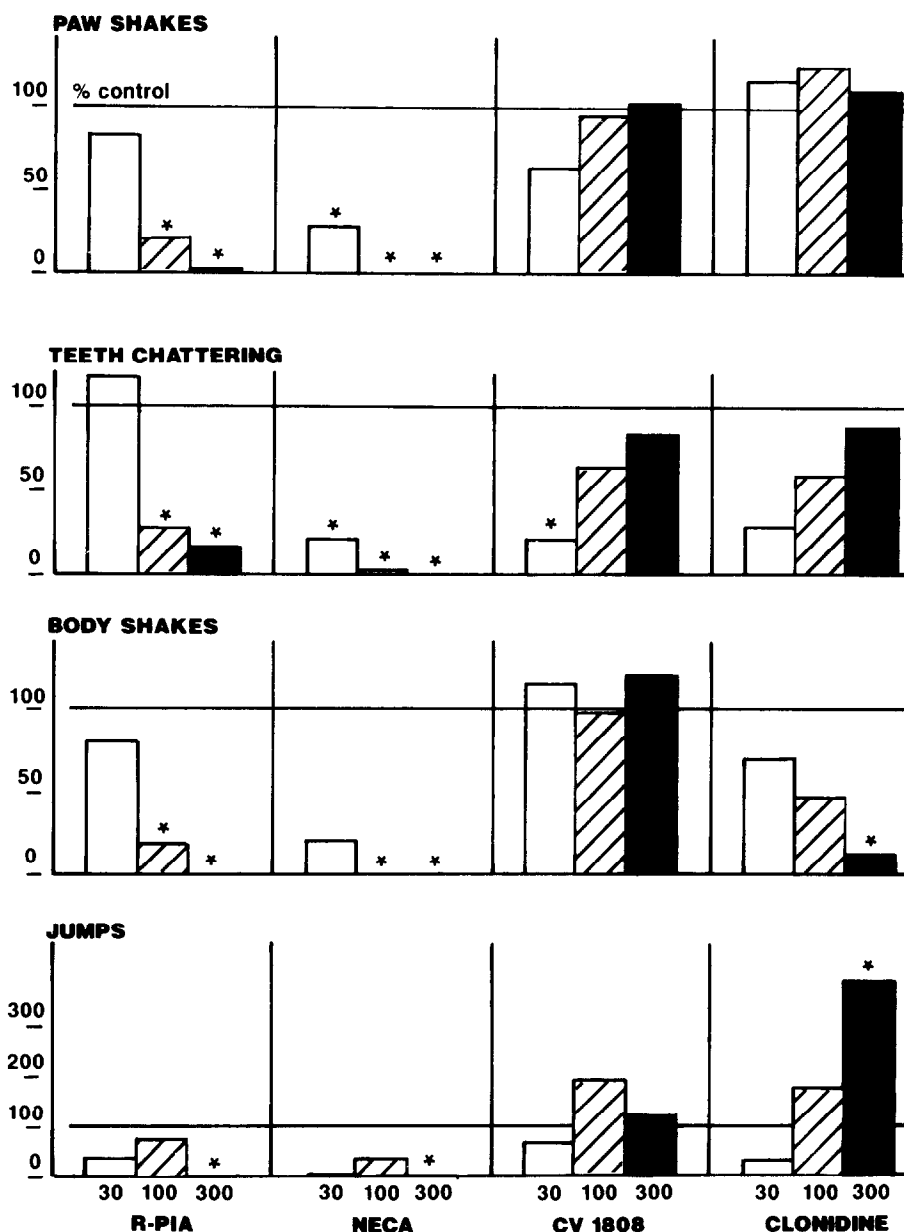 PAW SHAKES
% control
100
50
0
* * * * *
TEETH CHATTERING
100
50
0
* * * * * *
BODY SHAKES
100
50
0
* * * * *
JUMPS
300
200
100
0
* * *
30 100 300 30 100 300 30 100 300 30 100 300
R-PIA NECA CV 1808 CLONIDINE